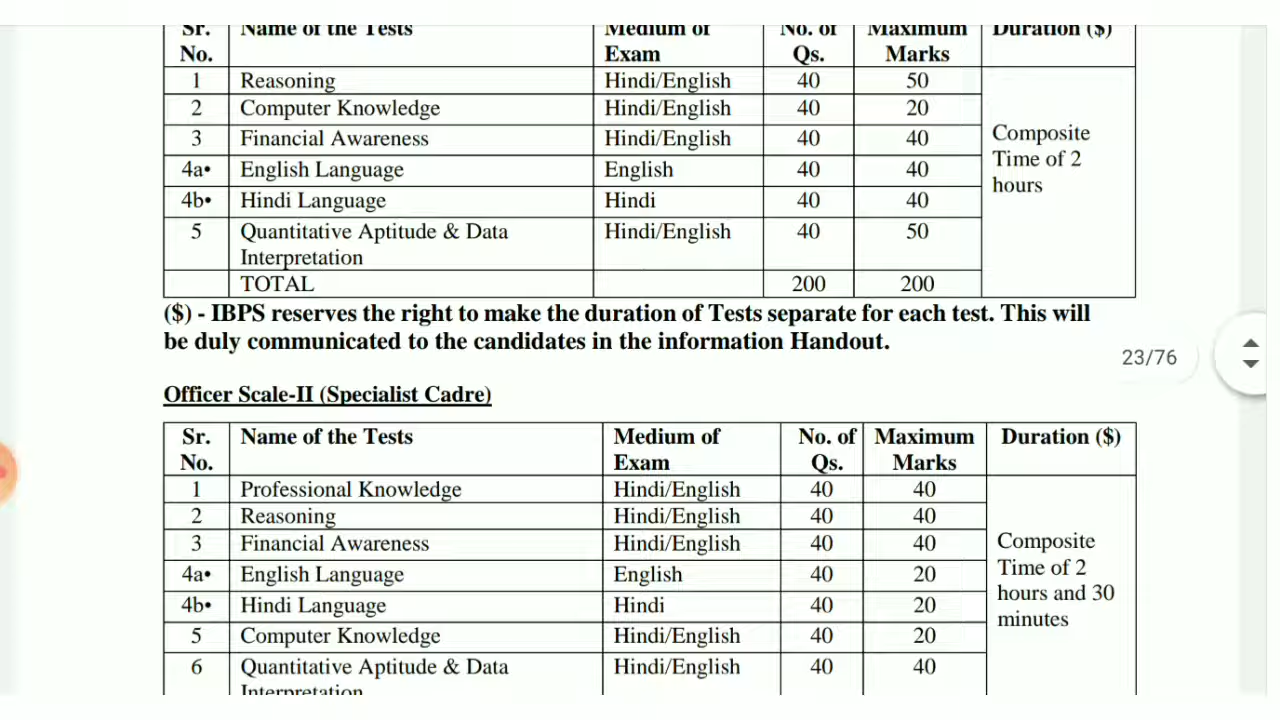 Sr. Name of the Tests Medium of No. of Maximum Duration ($)
No. Exam Qs. Marks
1 Reasoning Hindi/English 40 50
2 Computer Knowledge Hindi/English 40 20
3 Financial Awareness Hindi/English 40 40 Composite
4a• English Language English 40 40 Time of 2
4b• Hindi Language Hindi 40 40 hours
5 Quantitative Aptitude & Data Hindi/English 40 50
Interpretation
TOTAL 200 200
($) - IBPS reserves the right to make the duration of Tests separate for each test. This will
be duly communicated to the candidates in the information Handout.
23/76
Officer Scale-II (Specialist Cadre)
Sr. Name of the Tests Medium of No. of Maximum Duration ($)
No. Exam Qs. Marks
1 Professional Knowledge Hindi/English 40 40
2 Reasoning Hindi/English 40 40
3 Financial Awareness Hindi/English 40 40 Composite
4a• English Language English 40 20 Time of 2
4b• Hindi Language Hindi 40 20 hours and 30
5 Computer Knowledge Hindi/English 40 20 minutes
6 Quantitative Aptitude & Data Hindi/English 40 40
Interpretation